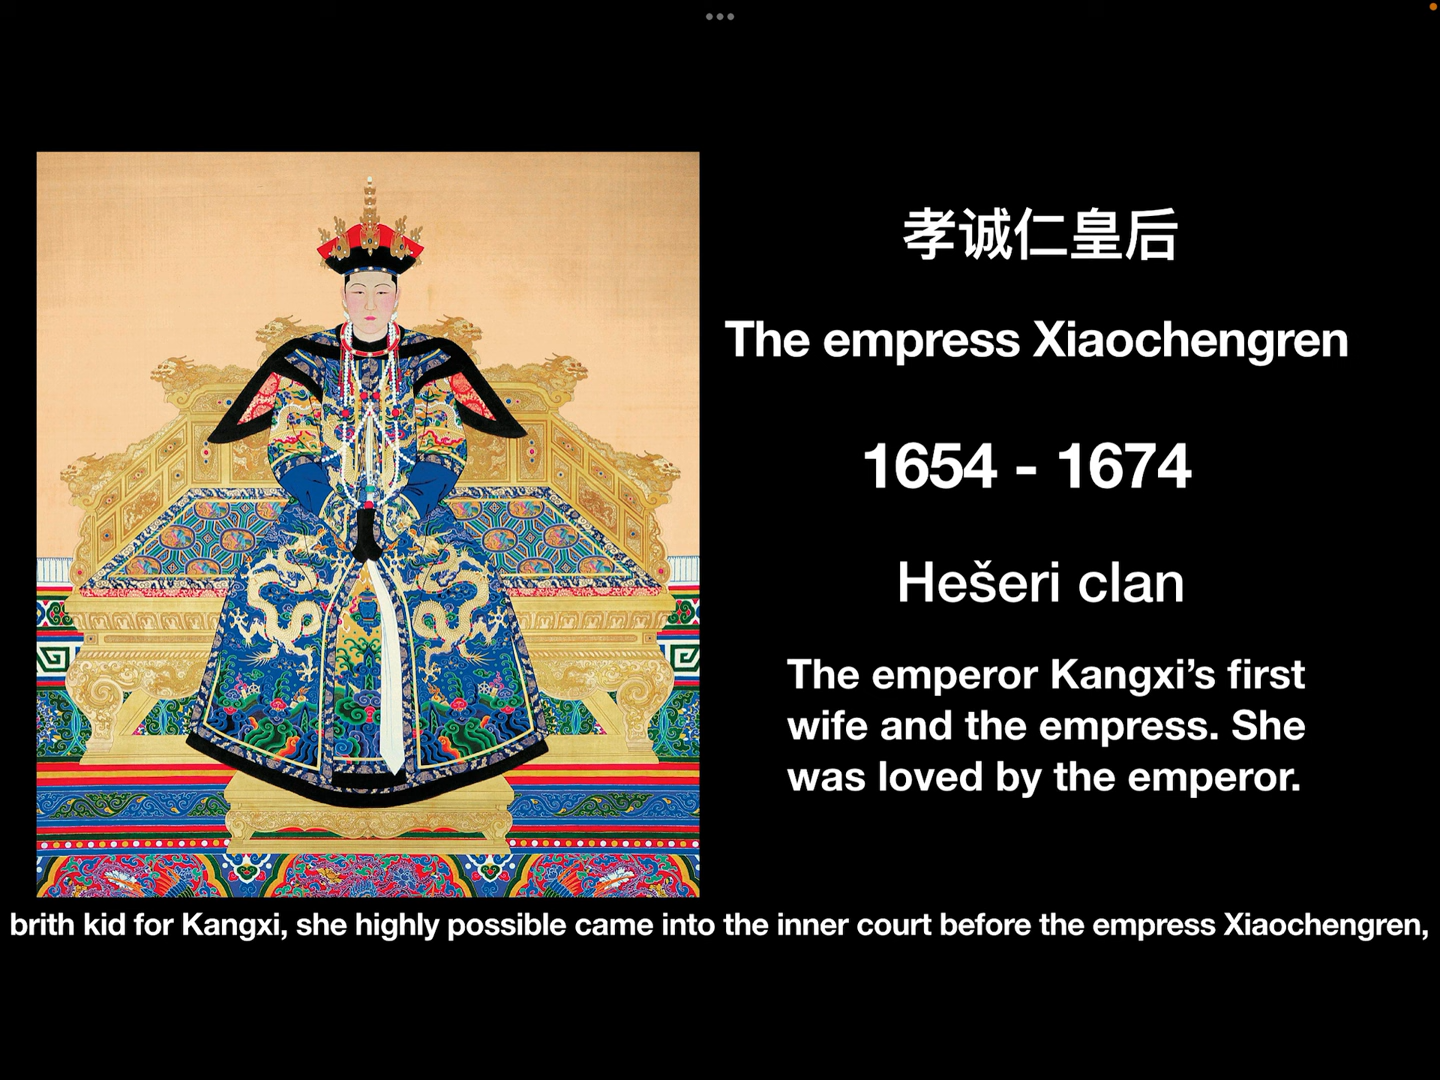 孝诚仁皇后
The empress Xiaochengren
1654 - 1674
Hešeri clan
The emperor Kangxi’s first
wife and the empress. She
was loved by the emperor.
brith kid for Kangxi, she highly possible came into the inner court before the empress Xiaochengren,